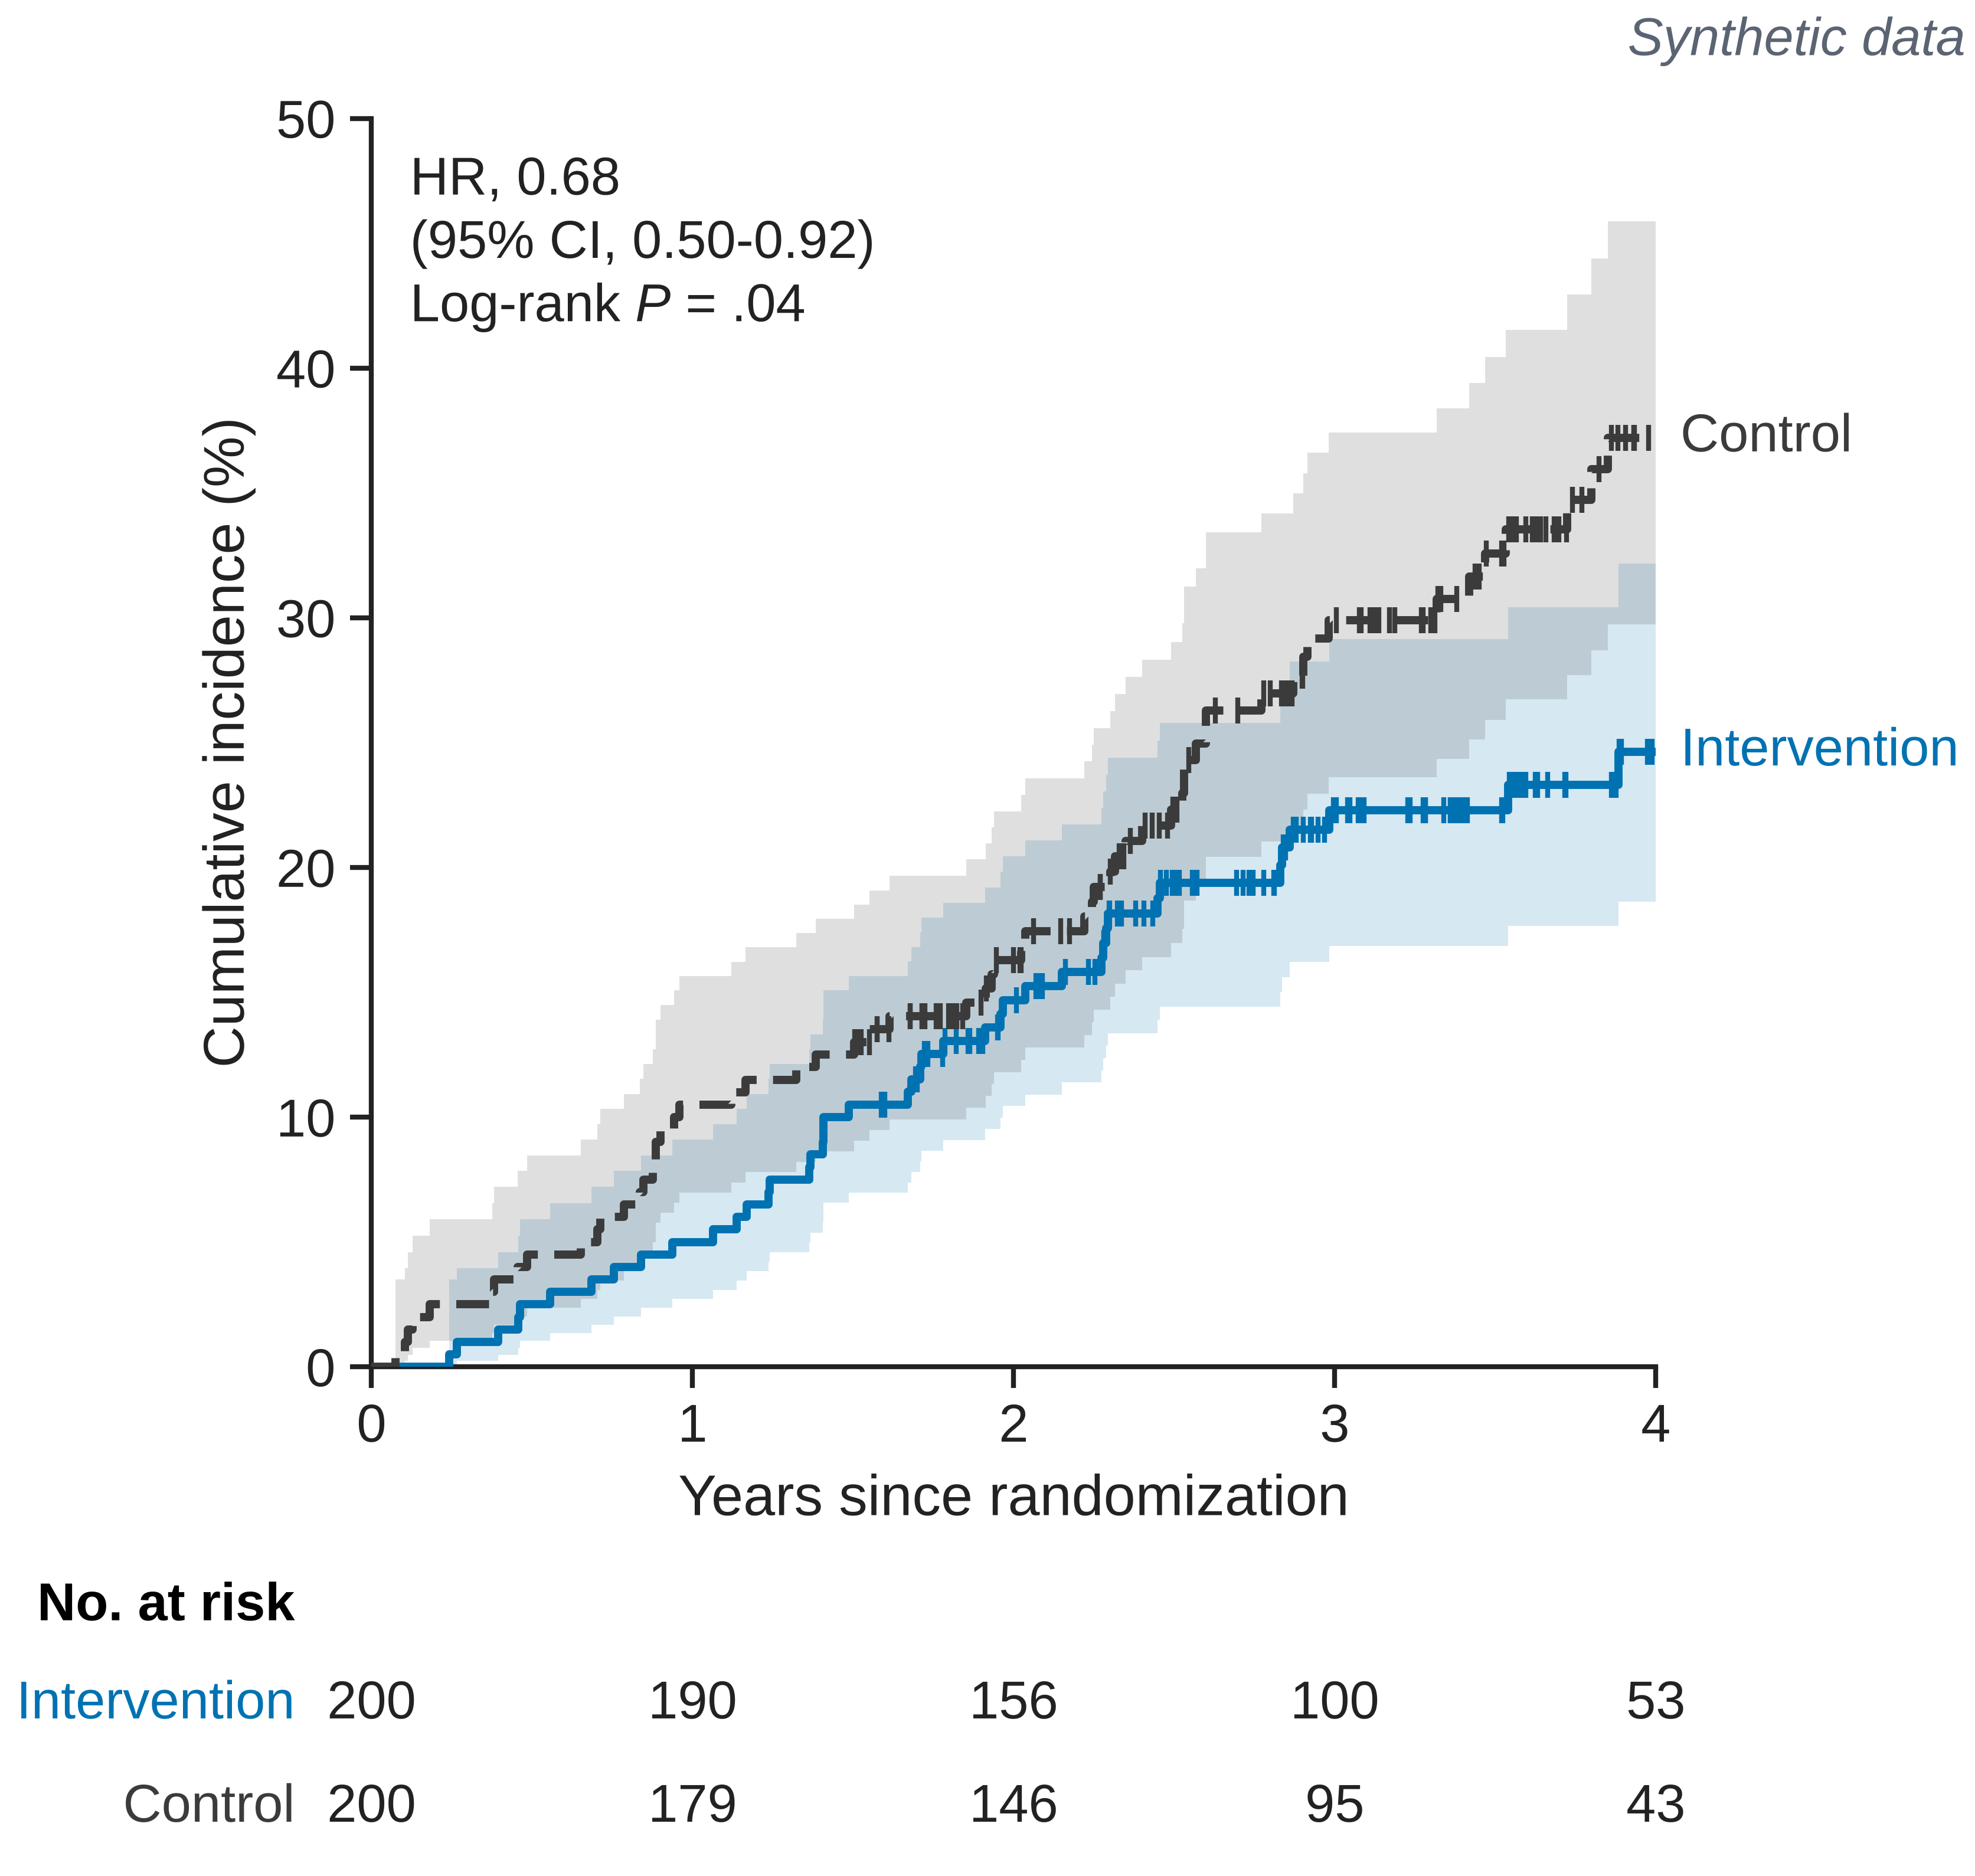 Synthetic data
50
40
30
20
10
0
Cumulative incidence (%)
HR, 0.68
(95% CI, 0.50-0.92)
Log-rank P = .04
Control
Intervention
0 1 2 3 4
Years since randomization
No. at risk
Intervention 200 190 156 100 53
Control 200 179 146 95 43